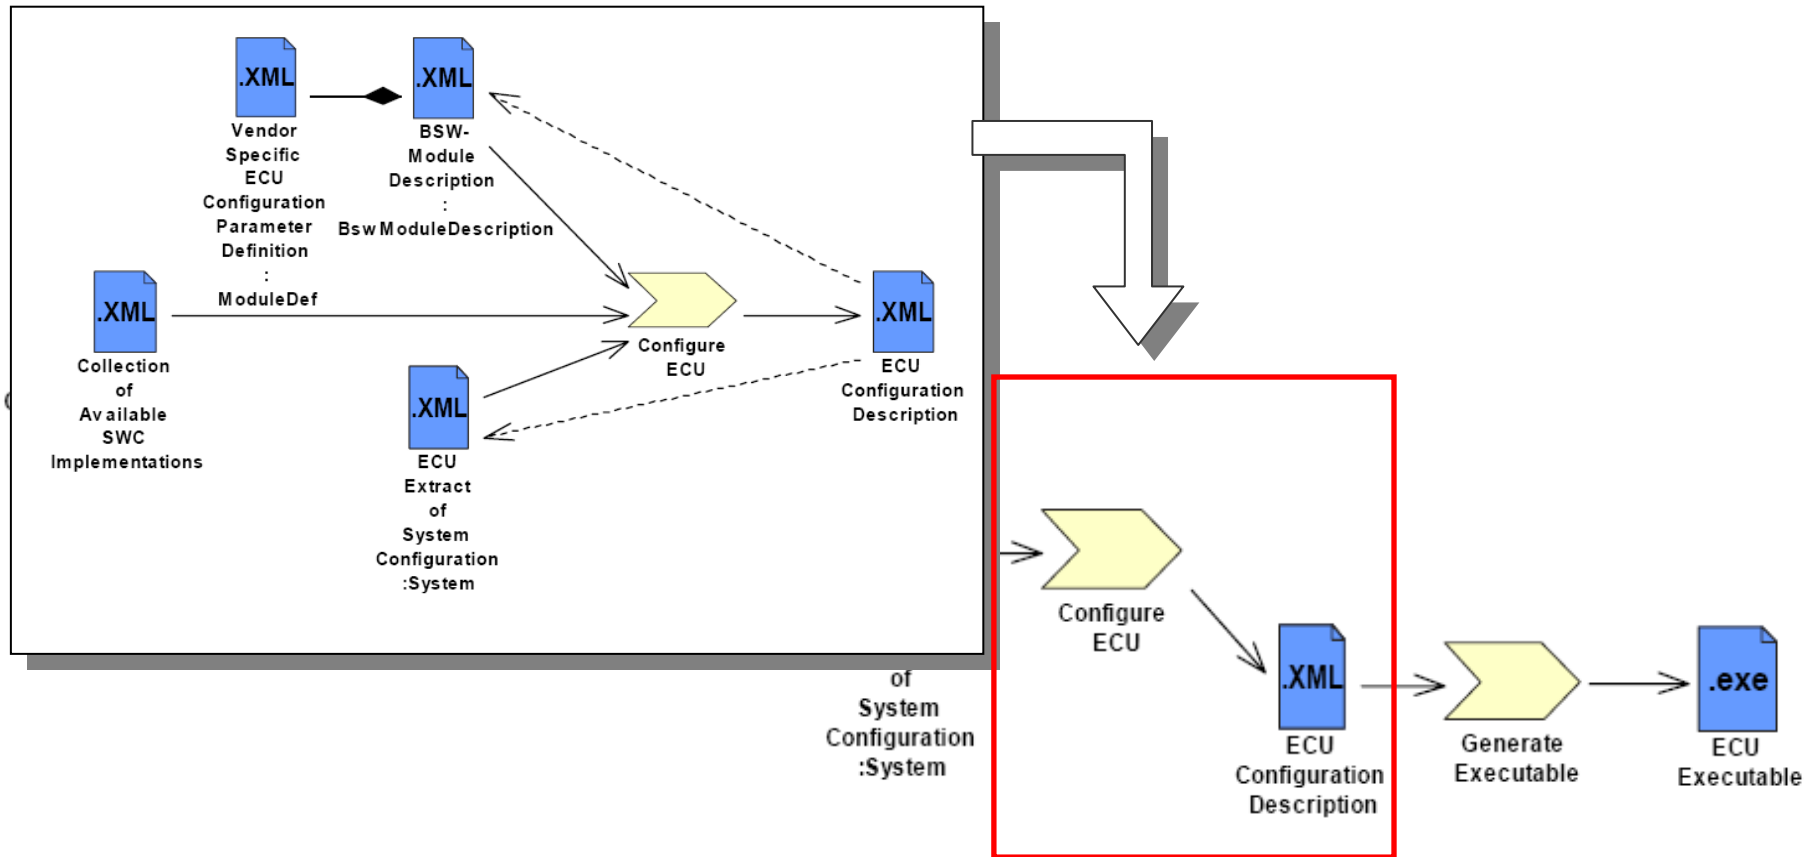 .XML
Vendor
Specific
ECU
Configuration
Parameter
Definition
:
ModuleDef
.XML
BSW-
Module
Description
:
BswModuleDescription
.XML
Collection
of
Available
SWC
Implementations
.XML
ECU
Extract
of
System
Configuration
:System
Configure
ECU
.XML
ECU
Configuration
Description
of
System
Configuration
:System
Configure
ECU
.XML
ECU
Configuration
Description
Generate
Executable
.exe
ECU
Executable